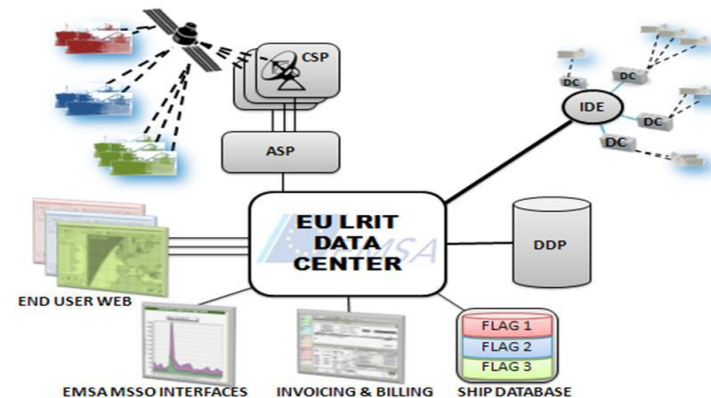 CSP
ASP
IDE
DC
DC
DC
DC
EU LRIT
DATA
CENTER
EMSA
DDP
END USER WEB
FLAG 1
FLAG 2
FLAG 3
EMSA MSSO INTERFACES
INVOICING & BILLING
SHIP DATABASE